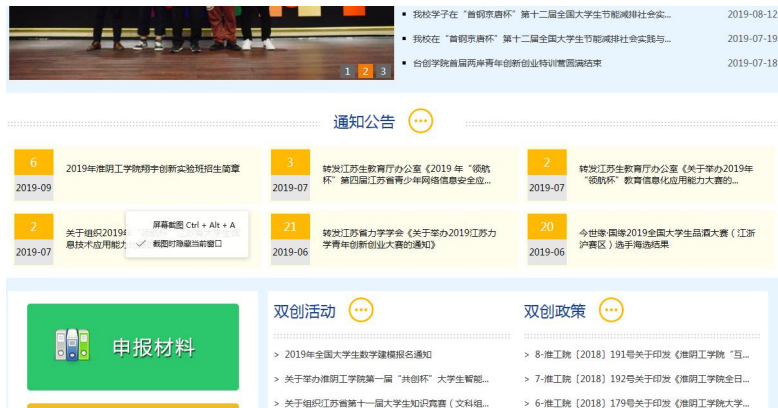 ▪ 我校学子在“首钢京唐杯”第十二届全国大学生节能减排社会实... 2019-08-12
▪ 我校在“首钢京唐杯”第十二届全国大学生节能减排社会实践与... 2019-07-19
▪ 台创学院首届两岸青年创新创业特训营圆满结束 2019-07-18
1 2 3
通知公告
6
2019-09
2019年淮阴工学院翔宇创新实验班招生简章
3
2019-07
转发江苏生教育厅办公室《2019 年“领航
杯”第四届江苏省青少年网络信息安全应...
2
2019-07
转发江苏生教育厅办公室《关于举办2019年
“领航杯”教育信息化应用能力大赛的...
2
2019-07
关于组织2019年
息技术应用能力
屏幕截图 Ctrl + Alt + A
截图时隐藏当前窗口
21
2019-06
转发江苏省力学学会《关于举办2019江苏力
学青年创新创业大赛的通知》
20
2019-06
今世缘·国缘2019全国大学生品酒大赛（江浙
沪赛区）选手海选结果
申报材料
双创活动
> 2019年全国大学生数学建模报名通知
> 关于举办淮阴工学院第一届“共创杯”大学生智能...
> 关于组织江苏省第十一届大学生知识竞赛（文科组...
双创政策
> 8-淮工院［2018］191号关于印发《淮阴工学院“互...
> 7-淮工院［2018］192号关于印发《淮阴工学院全日...
> 6-淮工院［2018］179号关于印发《淮阴工学院大学...